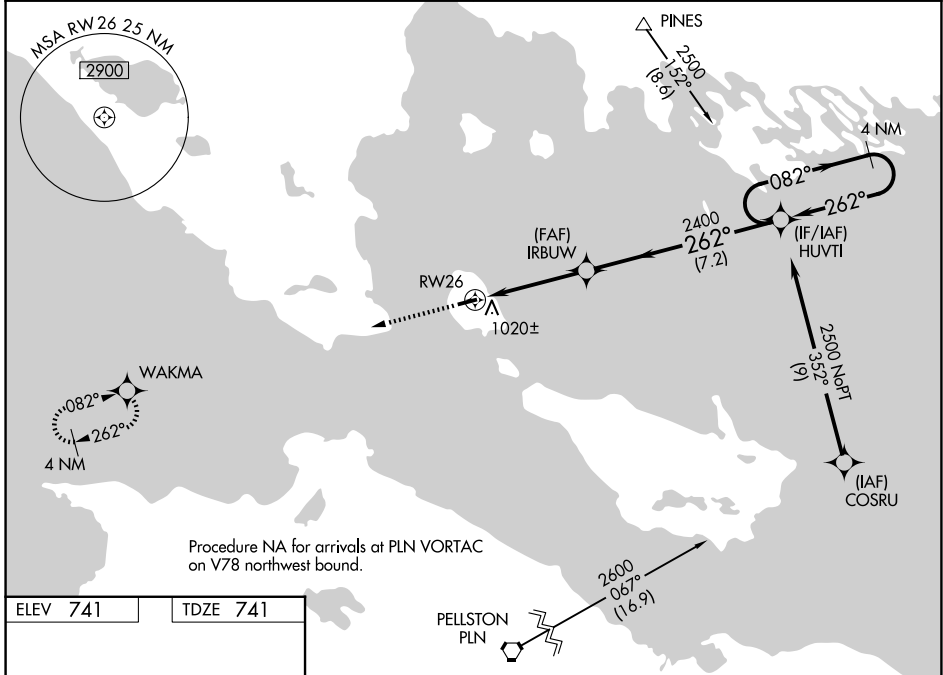 MSA RW26 25 NM
2900
PINES
2500
152°
(8.6)
4 NM
082°
262°
(IF/IAF)
HUVTI
2400
262°
(7.2)
(FAF)
IRBUW
RW26
1020±
2500 NoPT
352°
(9)
(IAF)
COSRU
WAKMA
082°
262°
4 NM
Procedure NA for arrivals at PLN VORTAC
on V78 northwest bound.
2600
067°
(16.9)
PELLSTON
PLN
ELEV 741
TDZE 741